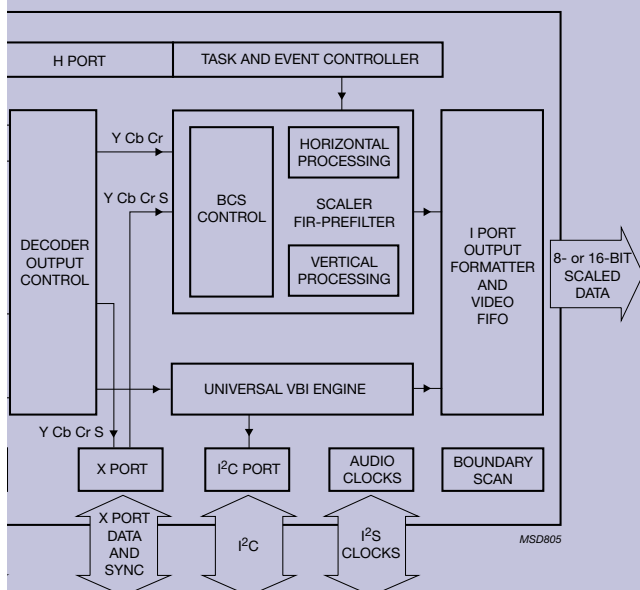 H PORT
TASK AND EVENT CONTROLLER
Y Cb Cr
Y Cb Cr S
DECODER
OUTPUT
CONTROL
BCS
CONTROL
HORIZONTAL
PROCESSING
SCALER
FIR-PREFILTER
VERTICAL
PROCESSING
I PORT
OUTPUT
FORMATTER
AND
VIDEO
FIFO
8- or 16-BIT
SCALED
DATA
UNIVERSAL VBI ENGINE
Y Cb Cr S
X PORT
I²C PORT
AUDIO
CLOCKS
BOUNDARY
SCAN
X PORT
DATA
AND
SYNC
I²C
I²S
CLOCKS
MSD805